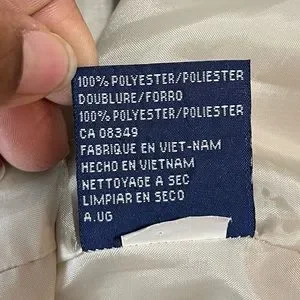 100% POLYESTER/POLIESTER
DOUBLURE/FORRO
100% POLYESTER/POLIESTER
CA 08349
FABRIQUE EN VIET-NAM
HECHO EN VIETNAM
NETTOYAGE A SEC
LIMPIAR EN SECO
A.UG